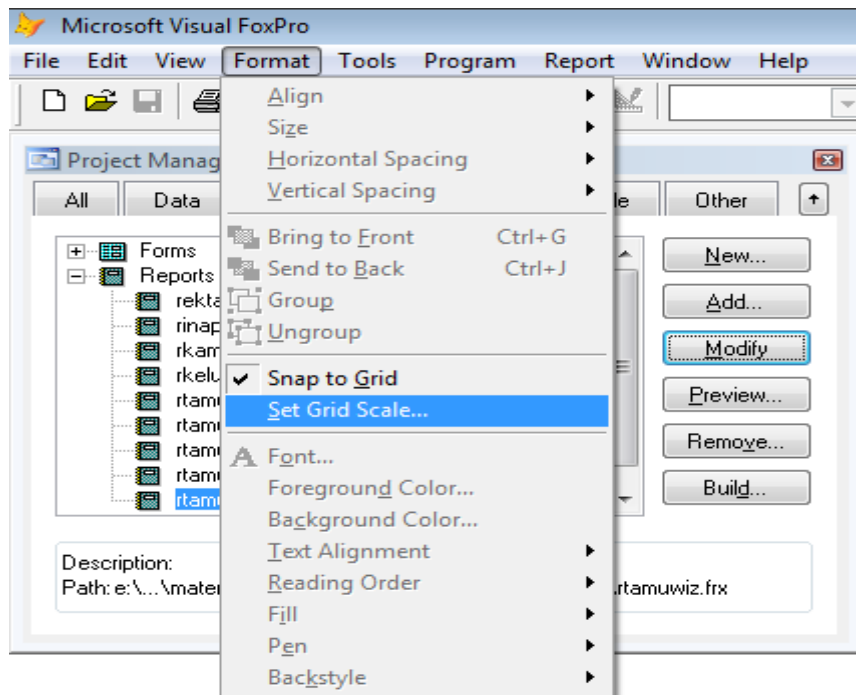 Microsoft Visual FoxPro
File Edit View Format Tools Program Report Window Help
Align
Size
Horizontal Spacing
Vertical Spacing
Bring to Front Ctrl+G
Send to Back Ctrl+J
Group
Ungroup
Snap to Grid
Set Grid Scale...
Font...
Foreground Color...
Background Color...
Text Alignment
Reading Order
Fill
Pen
Backstyle
Project Manag
All Data le Other
Forms
Reports
rekta
rinap
rkam
rkelu
rtamu
rtamu
rtamu
rtamu
rtamu
New...
Add...
Modify
Preview...
Remove...
Build...
Description:
Path: e:\...\mater .rtamuwiz.frx